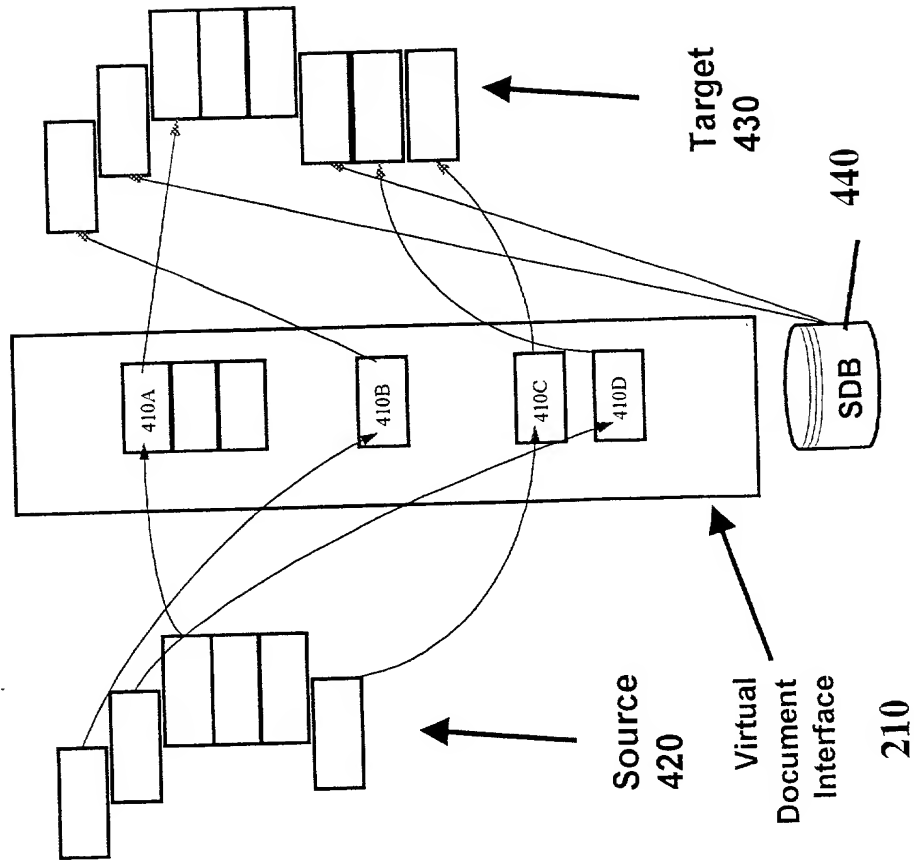 410A
410B
410C
410D
Source
420
Target
430
Virtual
Document
Interface
210
SDB
440